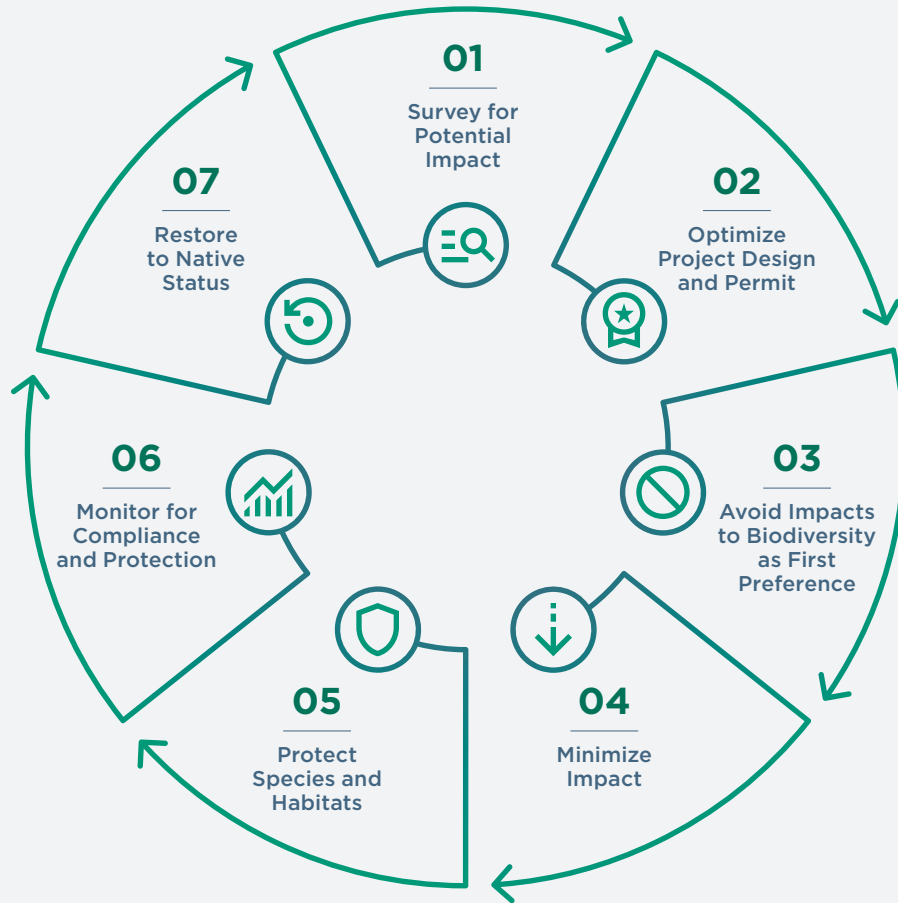 01
Survey for
Potential
Impact
02
Optimize
Project Design
and Permit
03
Avoid Impacts
to Biodiversity
as First
Preference
04
Minimize
Impact
05
Protect
Species and
Habitats
06
Monitor for
Compliance
and Protection
07
Restore
to Native
Status